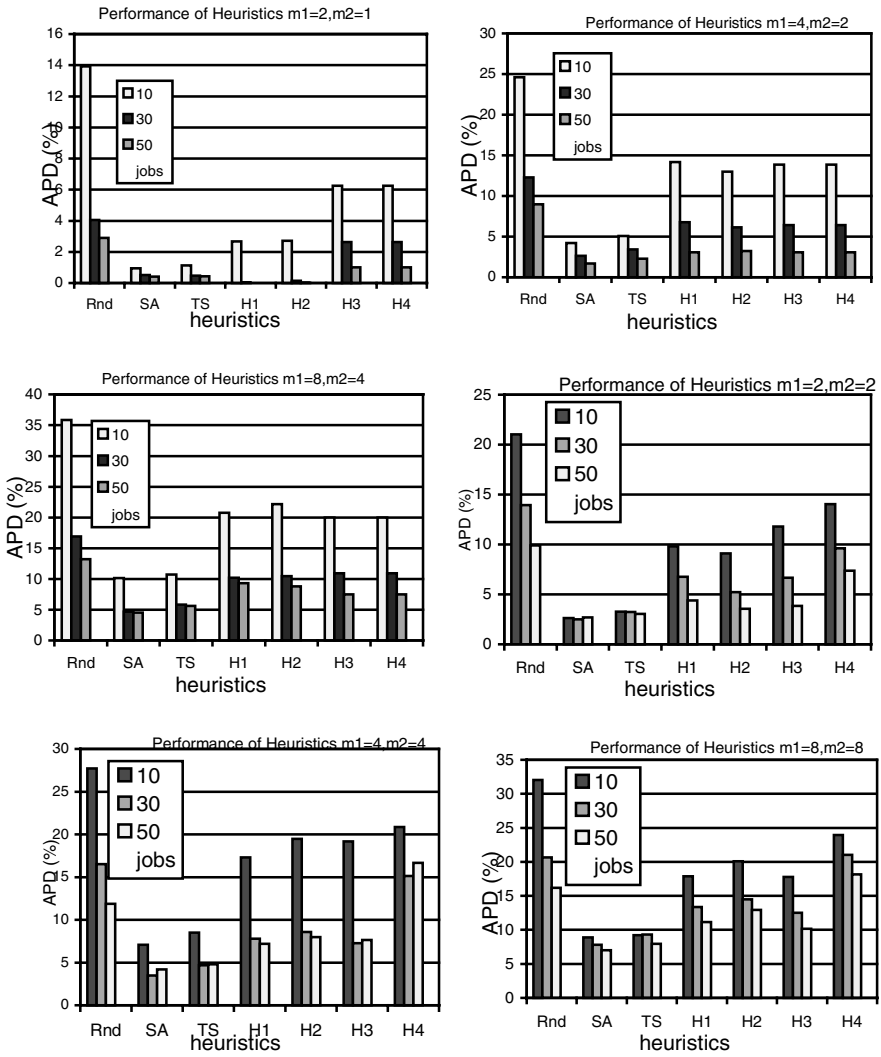 Performance of Heuristics m1=2,m2=1
APD (%)
16
14
12
10
8
6
4
2
0
10
30
50
jobs
Rnd SA TS H1 H2 H3 H4
heuristics
Performance of Heuristics m1=4,m2=2
APD (%)
30
25
20
15
10
5
0
10
30
50
jobs
Rnd SA TS H1 H2 H3 H4
heuristics
Performance of Heuristics m1=8,m2=4
APD (%)
40
35
30
25
20
15
10
5
0
10
30
50
jobs
Rnd SA TS H1 H2 H3 H4
heuristics
Performance of Heuristics m1=2,m2=2
APD (%)
25
20
15
10
5
0
10
30
50
jobs
Rnd SA TS H1 H2 H3 H4
heuristics
Performance of Heuristics m1=4,m2=4
APD (%)
30
25
20
15
10
5
0
10
30
50
jobs
Rnd SA TS H1 H2 H3 H4
heuristics
Performance of Heuristics m1=8,m2=8
APD (%)
35
30
25
20
15
10
5
0
10
30
50
jobs
Rnd SA TS H1 H2 H3 H4
heuristics